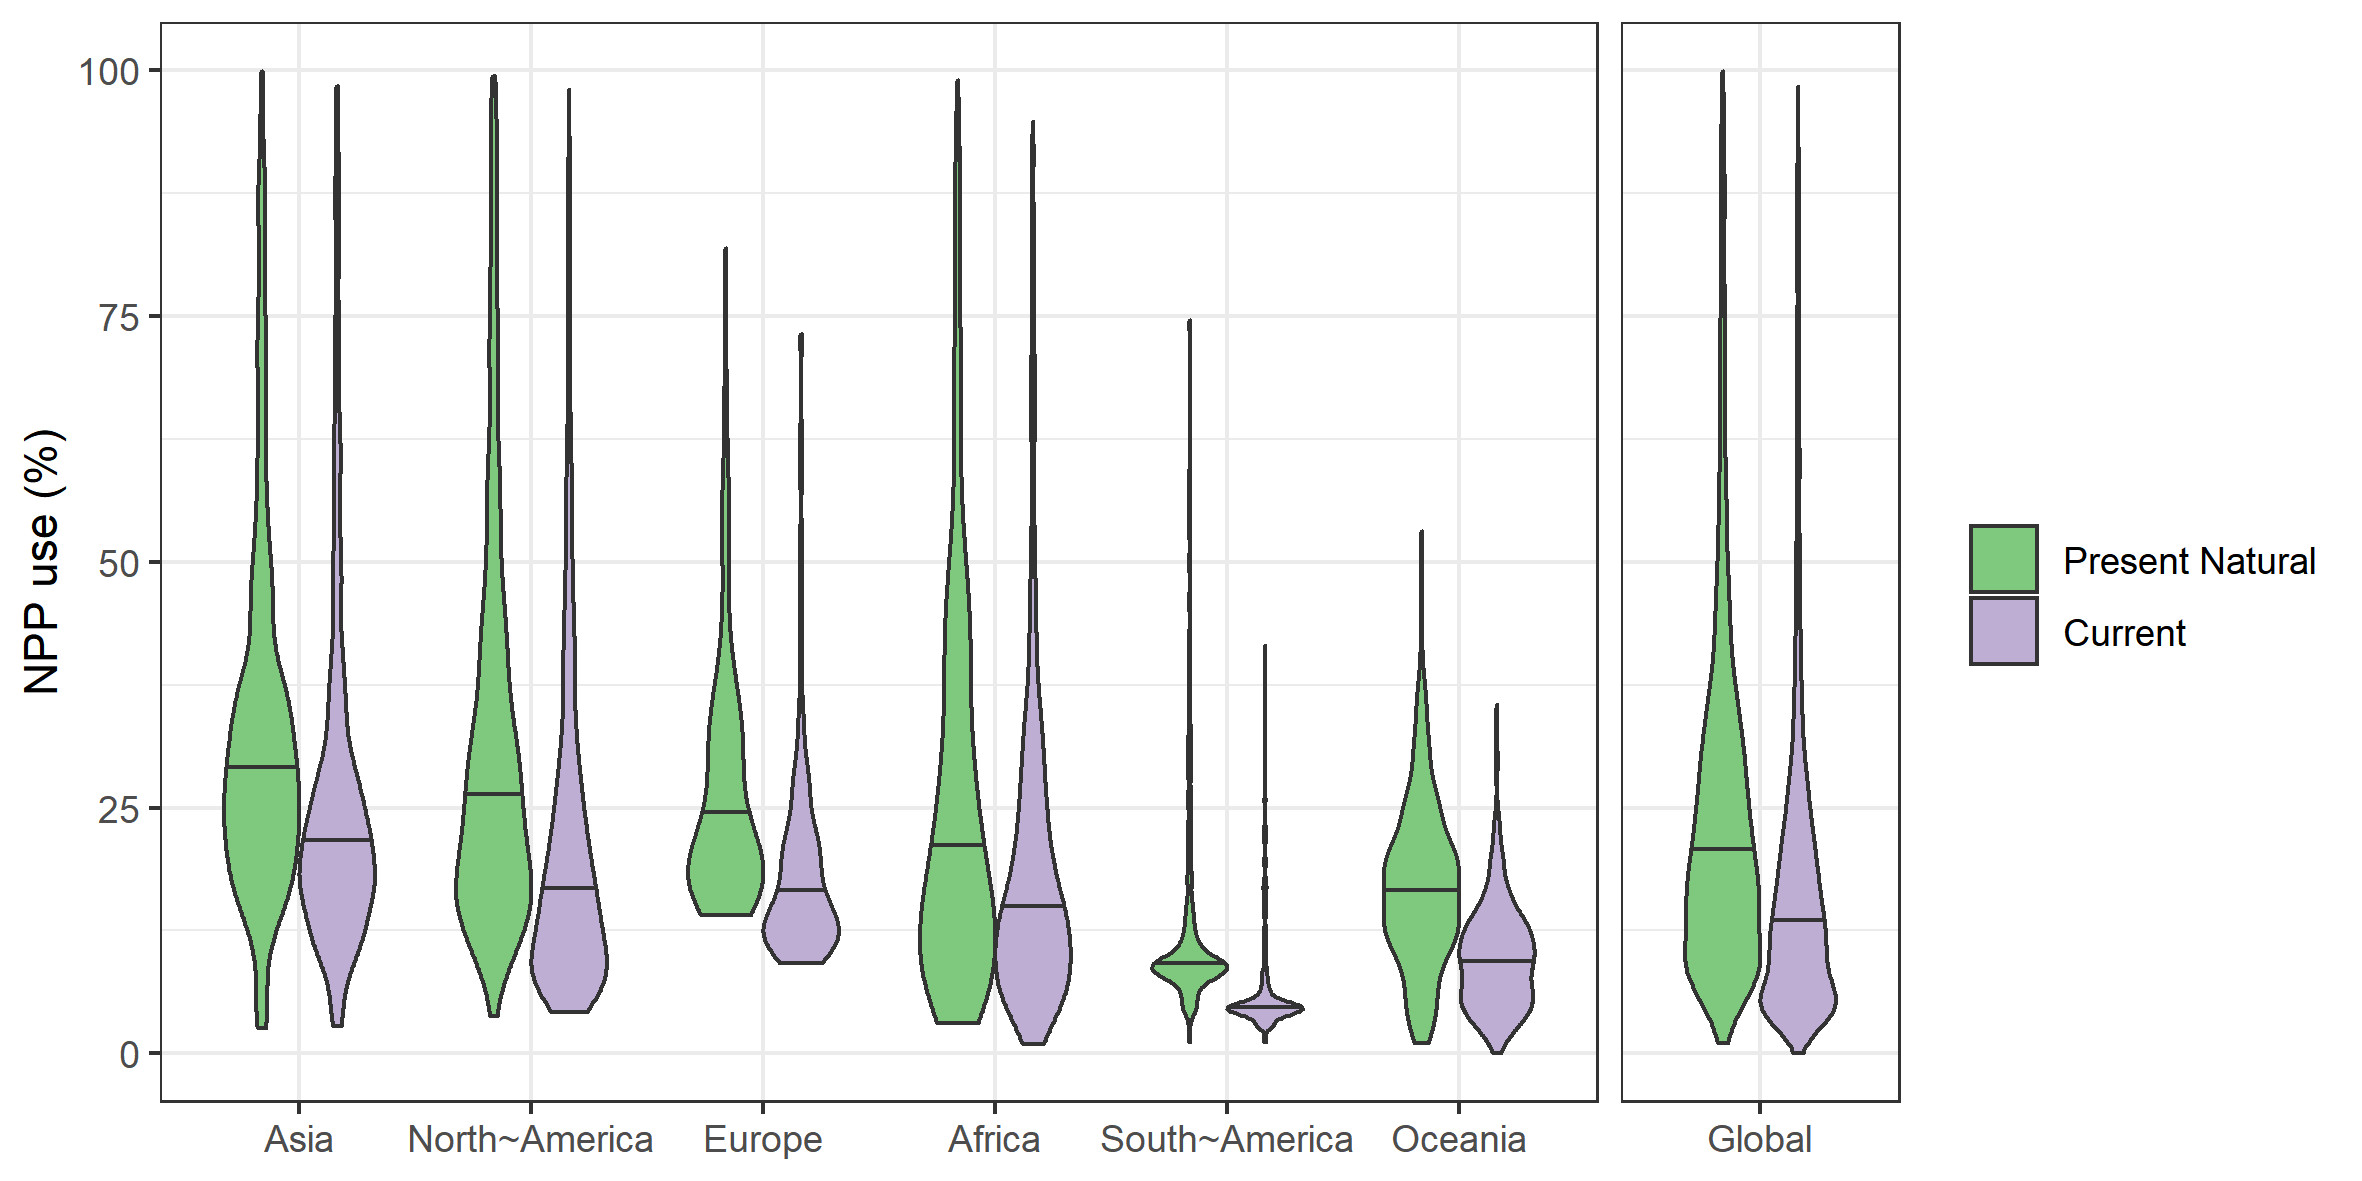 NPP use (%)
100
75
50
25
0
Asia
North~America
Europe
Africa
South~America
Oceania
Global
Present Natural
Current